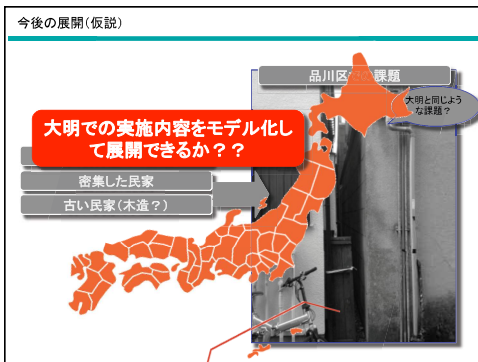 今後の展開（仮説）
品川区
課題
大明と同じよう
な課題？
大明での実施内容をモデル化し
て展開できるか？？
密集した民家
古い民家（木造？）